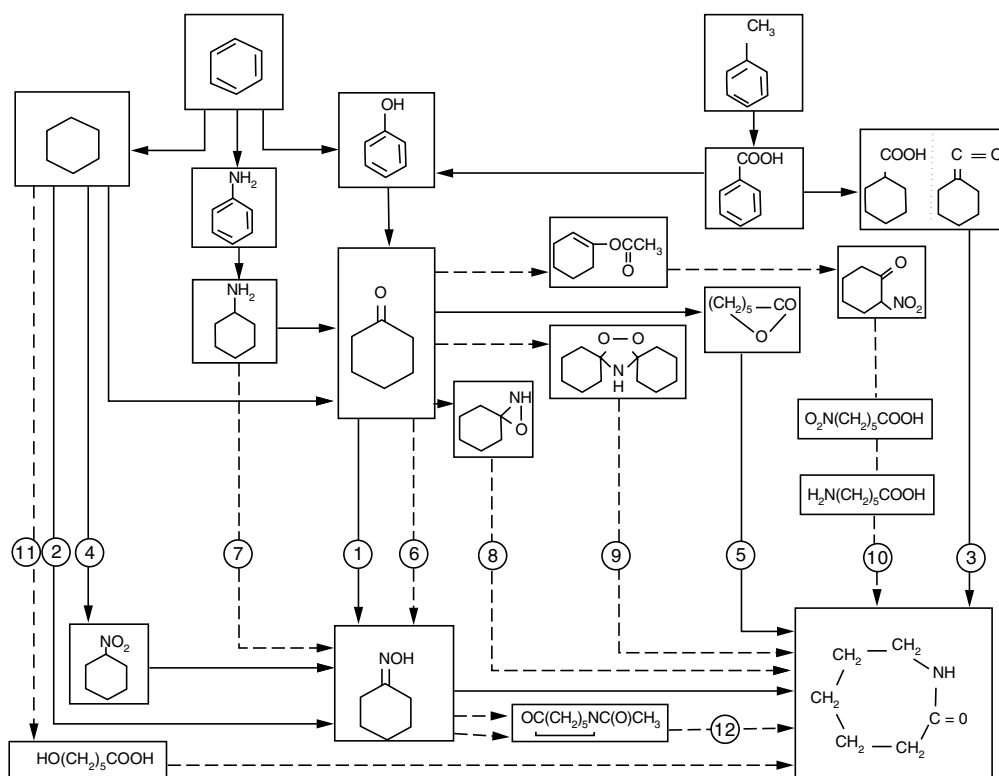 CH₃
OH
NH₂
COOH
COOH C = O
OCCH₃
O
O
NO₂
NH₂
O
(CH₂)₅ — CO
O
O — O
N
H
NH
O
O₂N(CH₂)₅COOH
H₂N(CH₂)₅COOH
11 2 4 7 1 6 8 9 5 10 3
NO₂
NOH
CH₂
CH₂
NH
CH₂
C = O
CH₂
CH₂
OC(CH₂)₅NC(O)CH₃
12
HO(CH₂)₅COOH